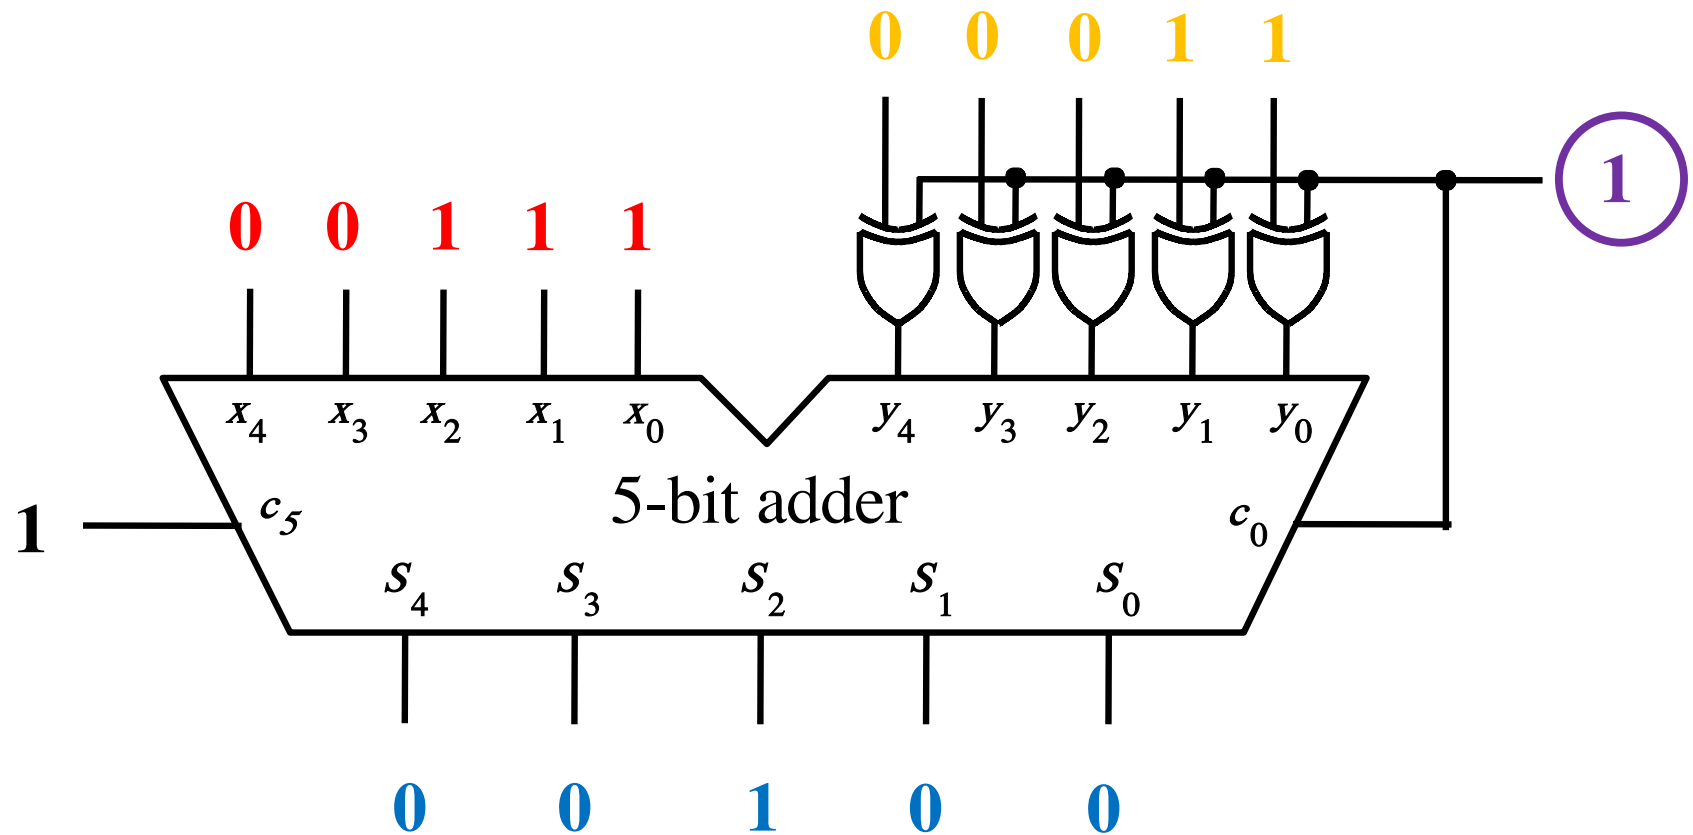 0 0 0 1 1
1
0 0 1 1 1
x4 x3 x2 x1 x0 y4 y3 y2 y1 y0
1 c5 5-bit adder c0
s4 s3 s2 s1 s0
0 0 1 0 0